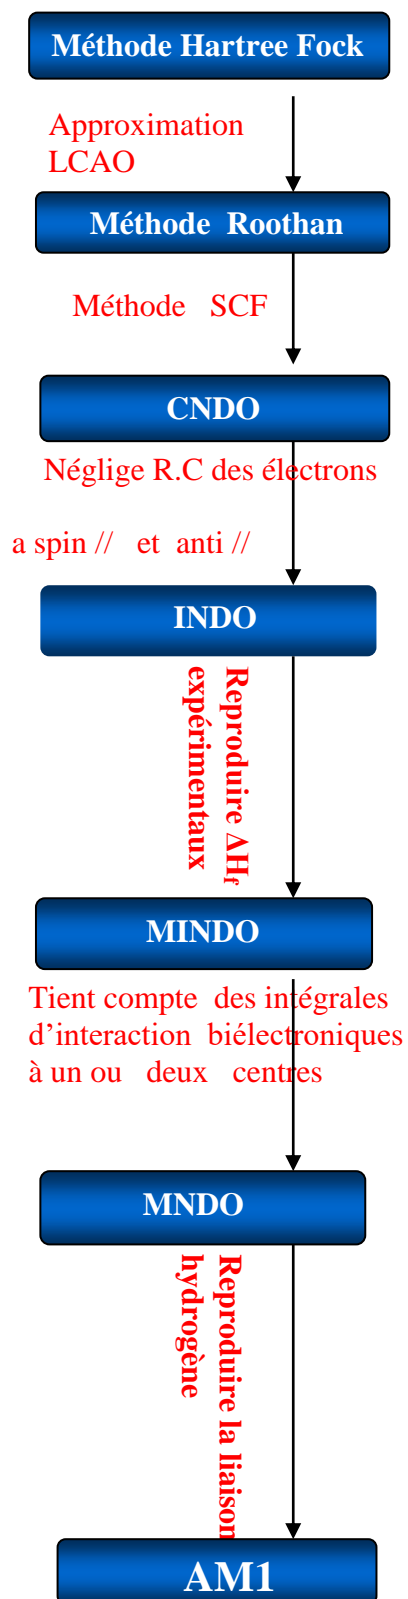 Méthode Hartree Fock
Approximation
LCAO
Méthode Roothan
Méthode SCF
CNDO
Néglige R.C des électrons
a spin // et anti //
INDO
Reproduire ΔHf
expérimentaux
MINDO
Tient compte des intégrales
d’interaction biélectroniques
à un ou deux centres
MNDO
Reproduire la liaison
hydrogène
AM1